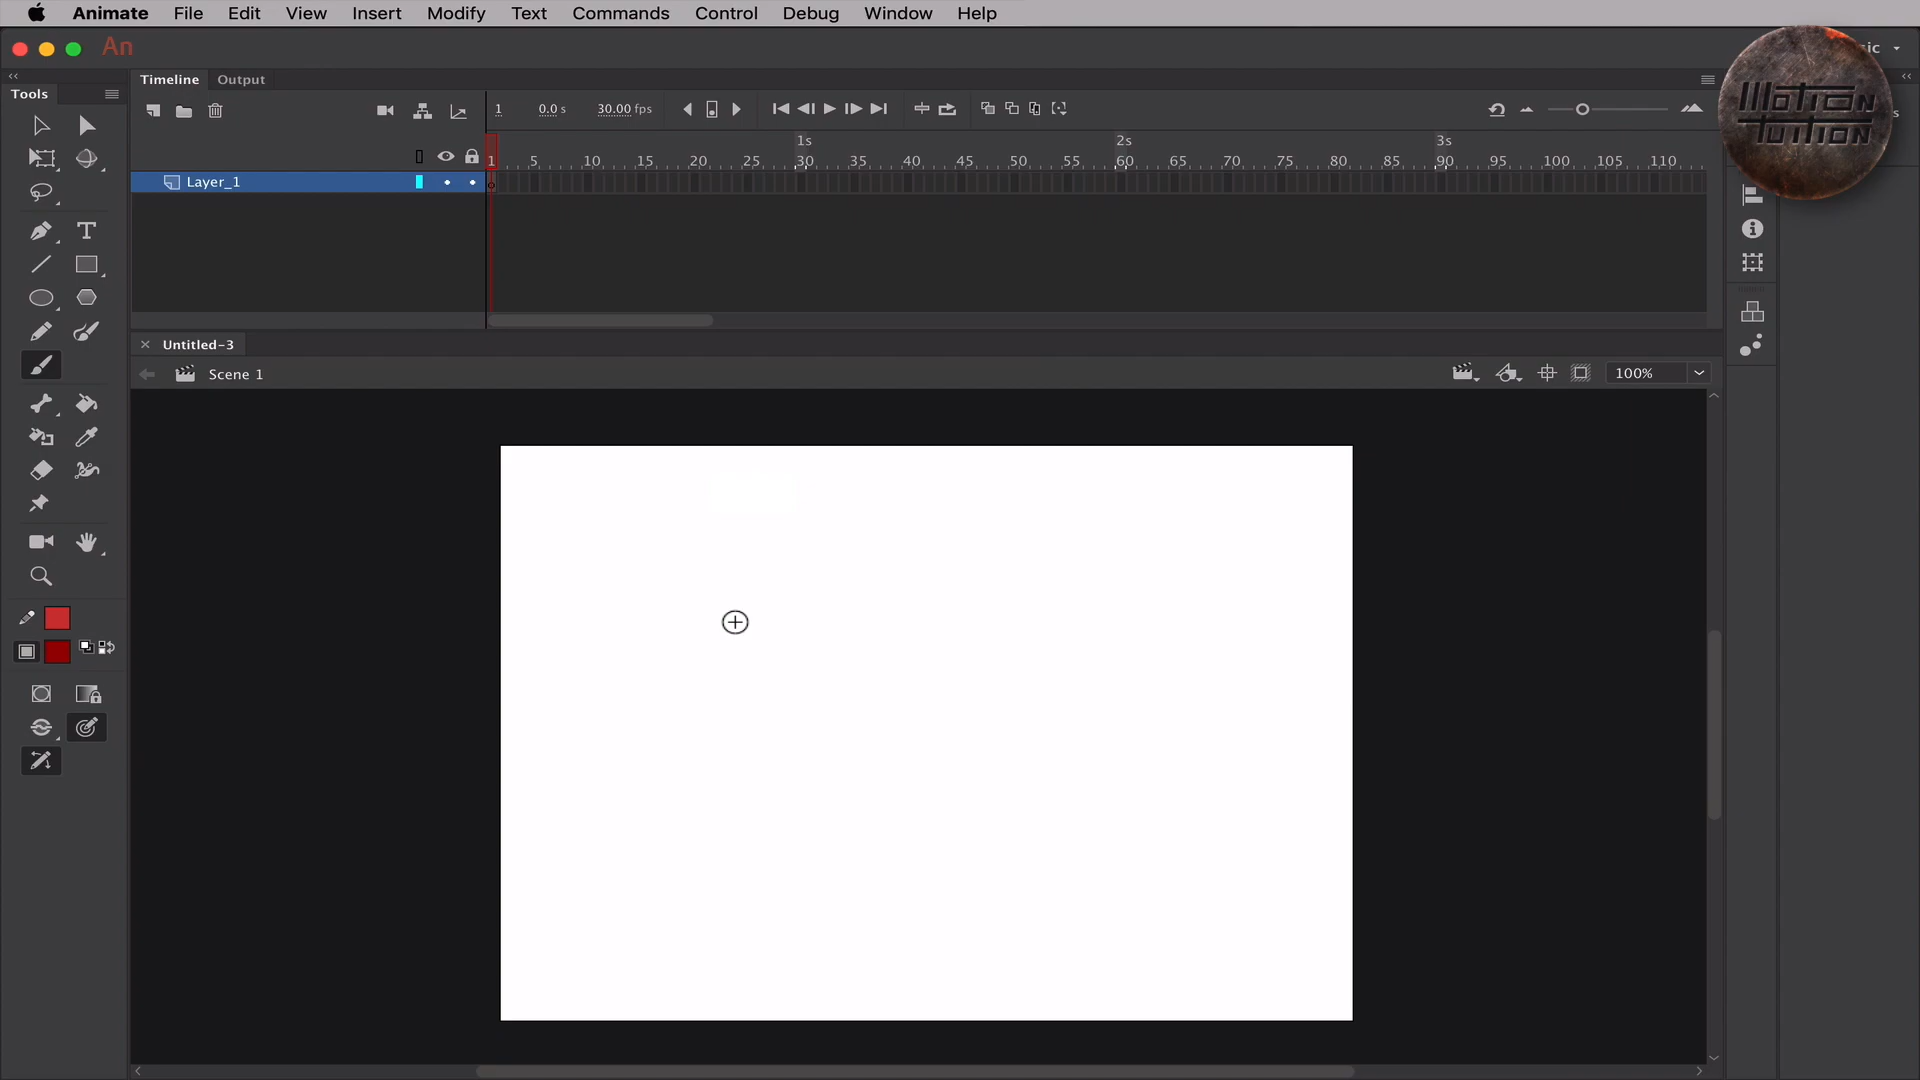 Animate File Edit View Insert Modify Text Commands Control Debug Window Help
An
Tools
Timeline Output
1 0.0 s 30.00 fps
1s 2s 3s
1 5 10 15 20 25 30 35 40 45 50 55 60 65 70 75 80 85 90 95 100 105 110
Layer_1
Untitled-3
Scene 1
100%
T
Motion
Tuition